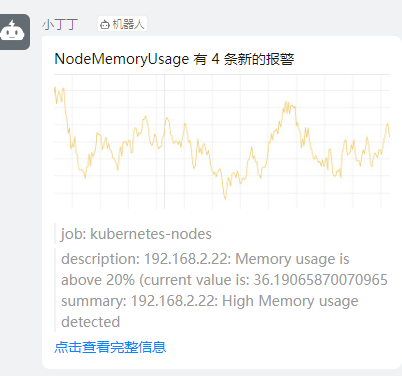 小丁丁 机器人
NodeMemoryUsage 有 4 条新的报警
job: kubernetes-nodes
description: 192.168.2.22: Memory usage is
above 20% (current value is: 36.19065870070965
summary: 192.168.2.22: High Memory usage
detected
点击查看完整信息